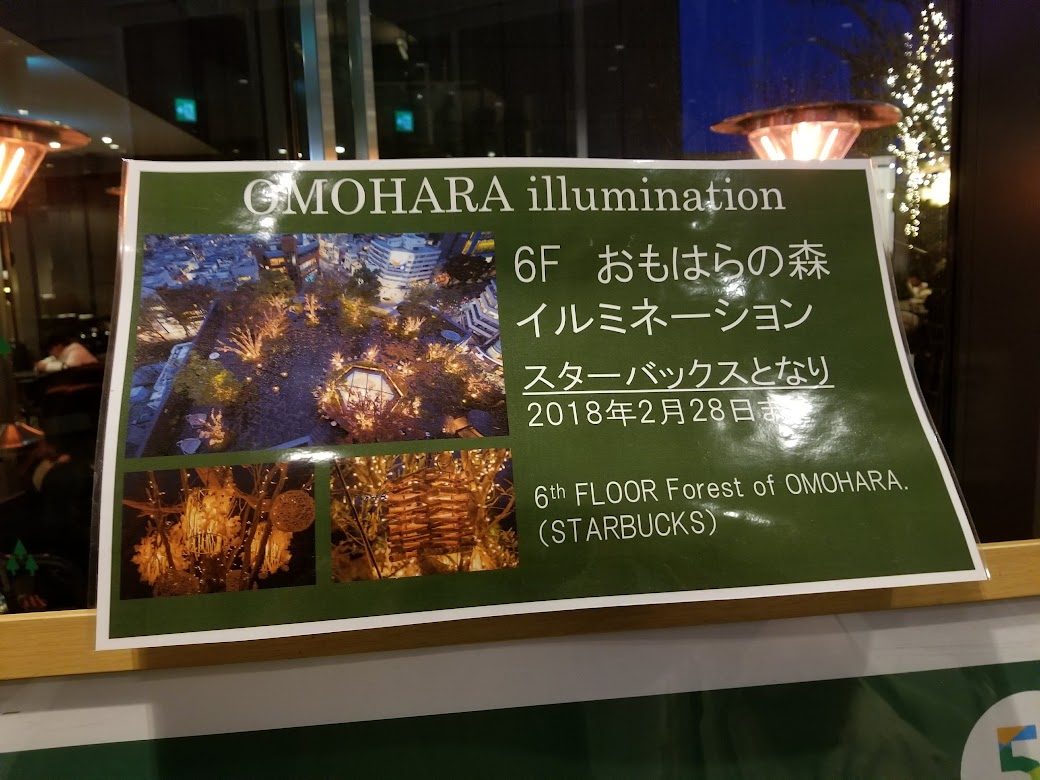 OMOHARA illumination
6F おもはらの森
イルミネーション
スターバックスとなり
2018年2月28日ま
6th FLOOR Forest of OMOHARA.
(STARBUCKS)
5